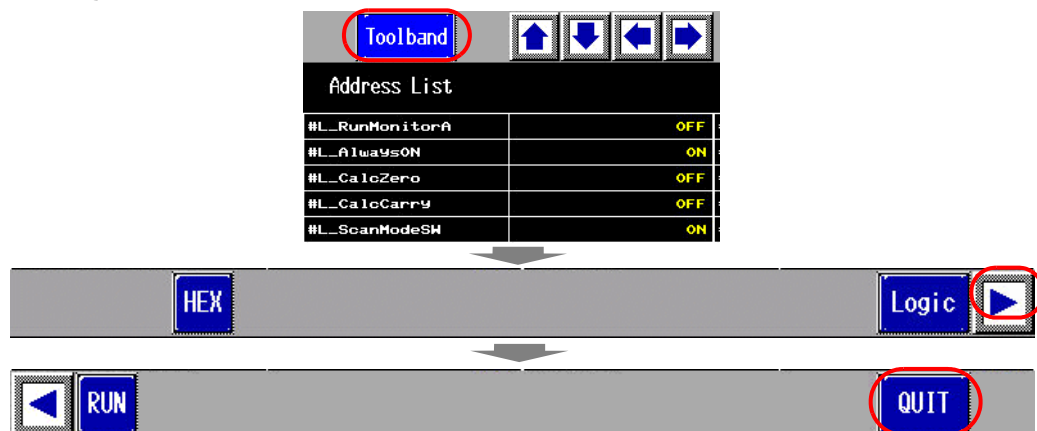 Toolband
Address List
#L_RunMonitorA OFF
#L_AlwaysON ON
#L_CalcZero OFF
#L_CalcCarry OFF
#L_ScanModeSW ON
HEX Logic
RUN QUIT